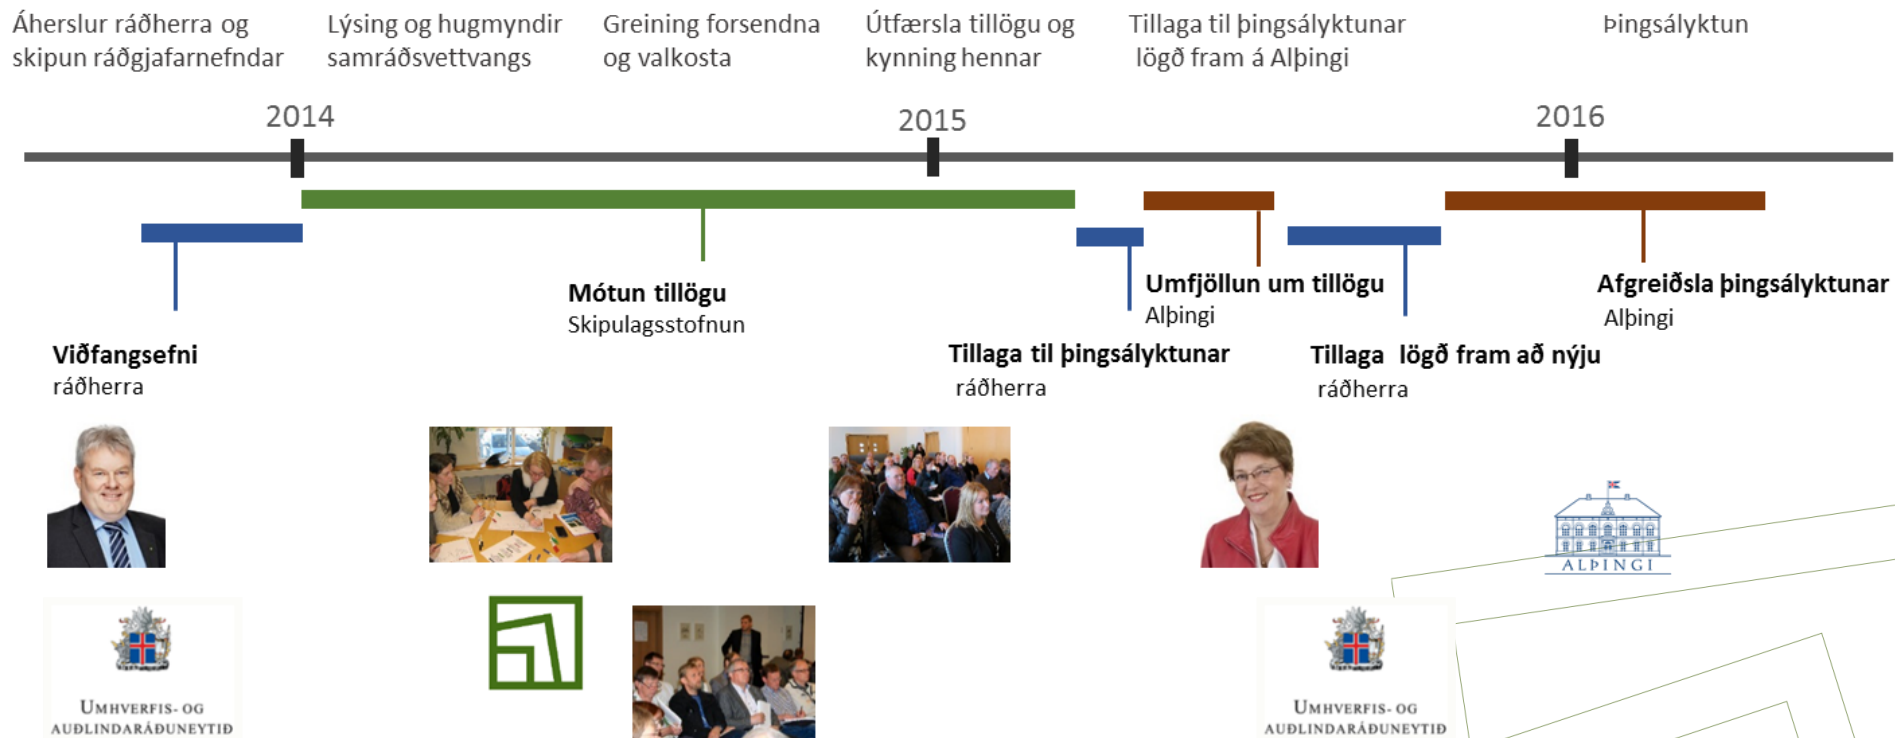 Áherslur ráðherra og
skipun ráðgjafarnefndar
Lýsing og hugmyndir
samráðsvettvangs
Greining forsendna
og valkosta
Útfærsla tillögu og
kynning hennar
Tillaga til þingsályktunar
lögð fram á Alþingi
Þingsályktun
2014
2015
2016
Viðfangsefni
ráðherra
Mótun tillögu
Skipulagsstofnun
Tillaga til þingsályktunar
ráðherra
Umfjöllun um tillögu
Alþingi
Tillaga lögð fram að nýju
ráðherra
Afgreiðsla þingsályktunar
Alþingi
ALÞINGI
UMHVERFIS- OG
AUÐLINDARÁÐUNEYTIÐ
UMHVERFIS- OG
AUÐLINDARÁÐUNEYTIÐ